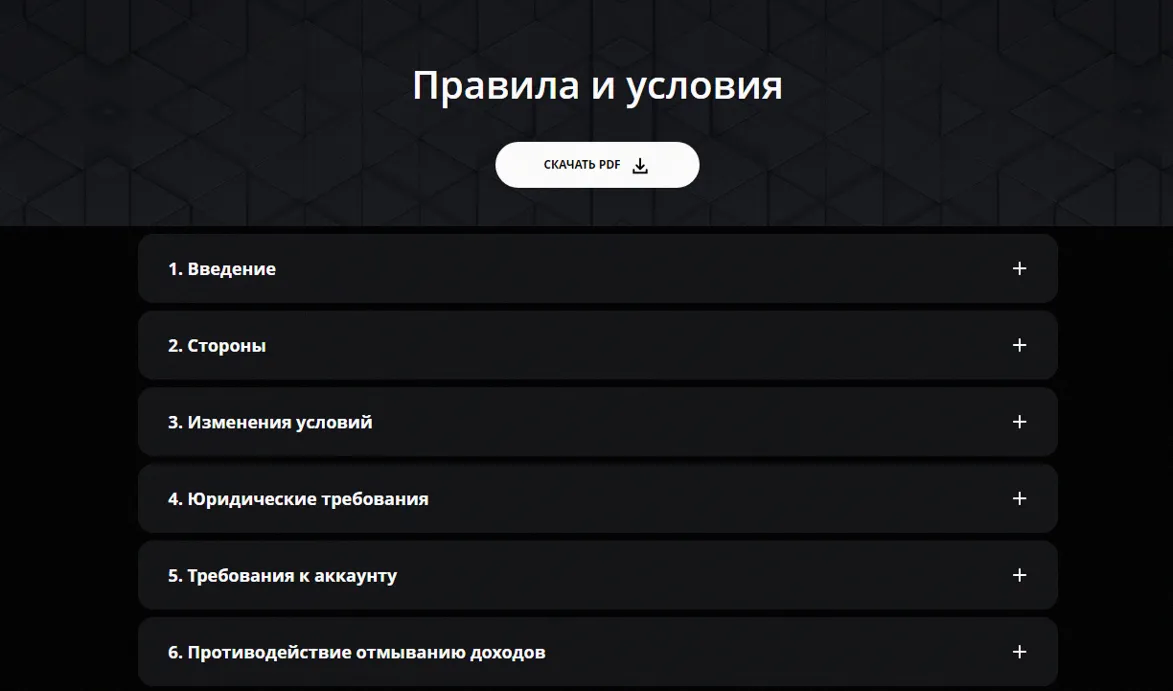 Правила и условия
СКАЧАТЬ PDF
1. Введение
2. Стороны
3. Изменения условий
4. Юридические требования
5. Требования к аккаунту
6. Противодействие отмыванию доходов